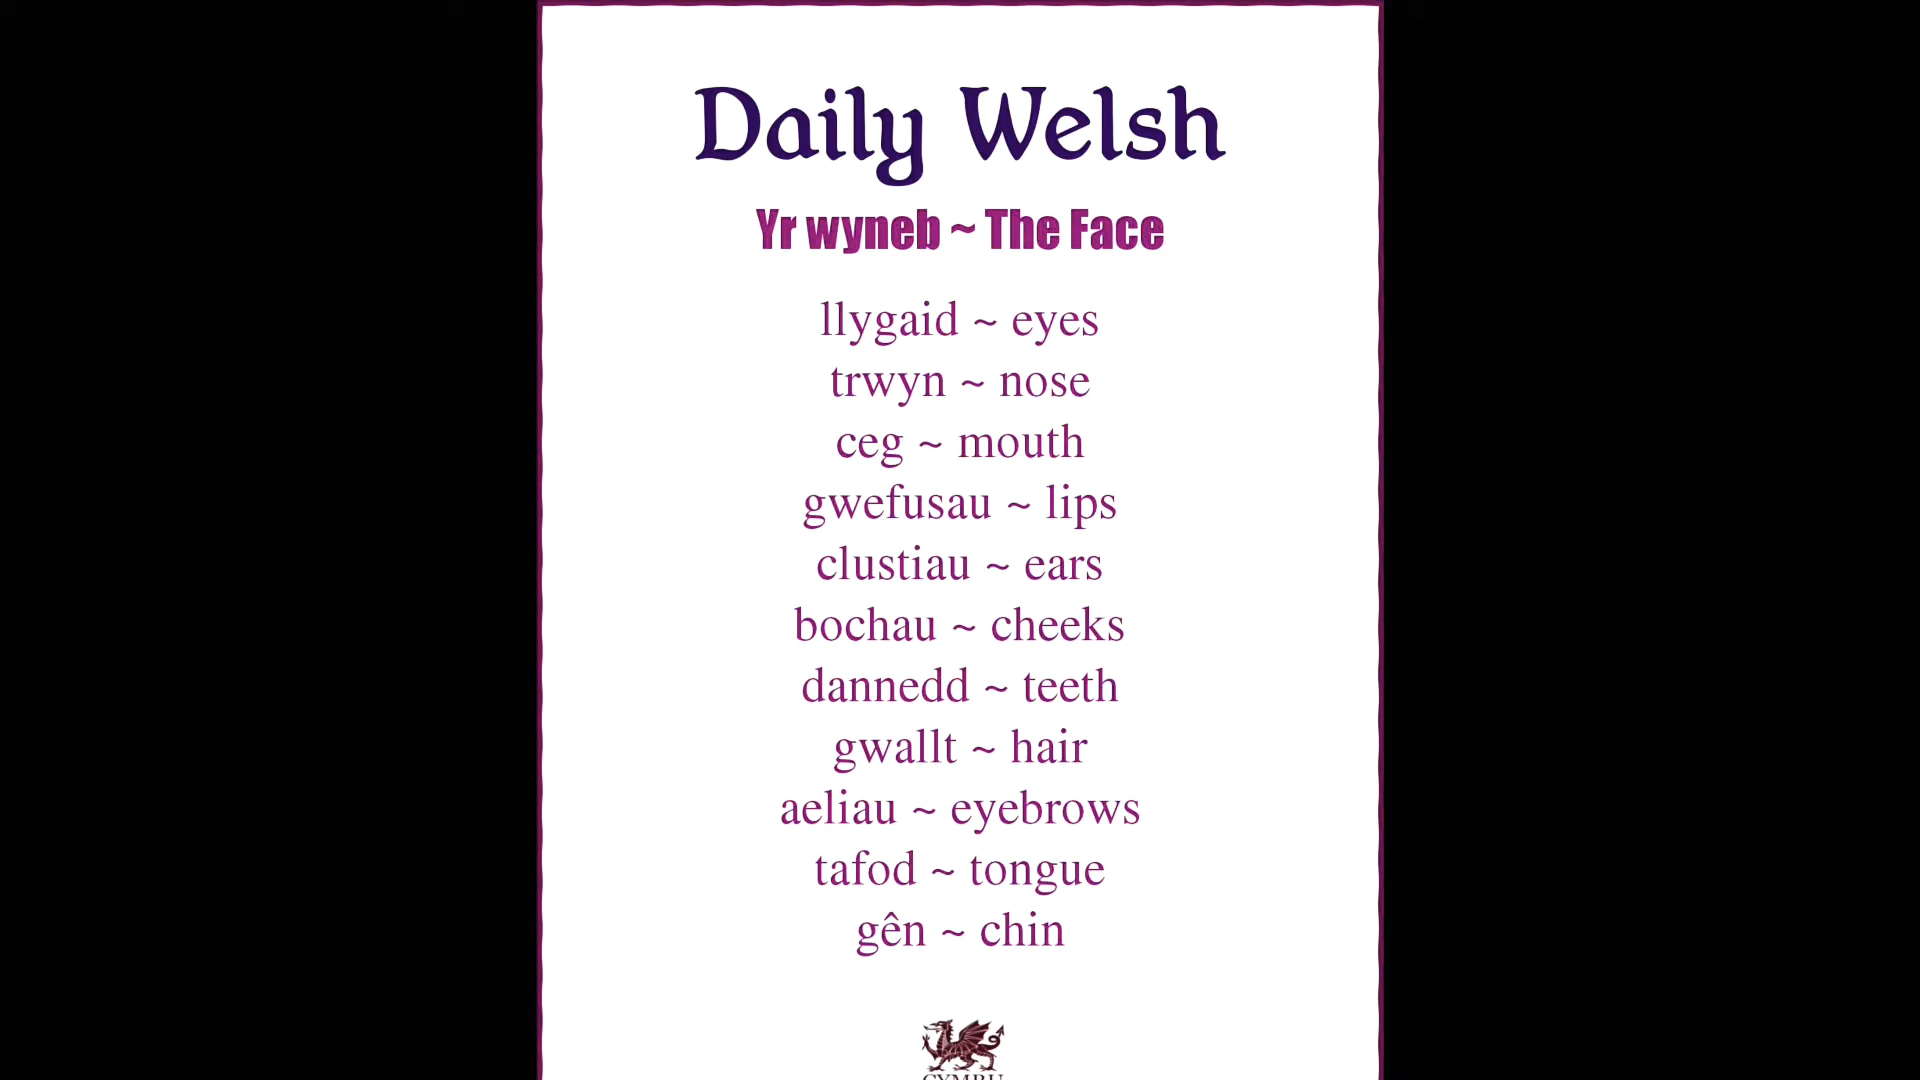 Daily Welsh
Yr wyneb ~ The Face
llygaid ~ eyes
trwyn ~ nose
ceg ~ mouth
gwefusau ~ lips
clustiau ~ ears
bochau ~ cheeks
dannedd ~ teeth
gwallt ~ hair
aeliau ~ eyebrows
tafod ~ tongue
gên ~ chin
CYMRU